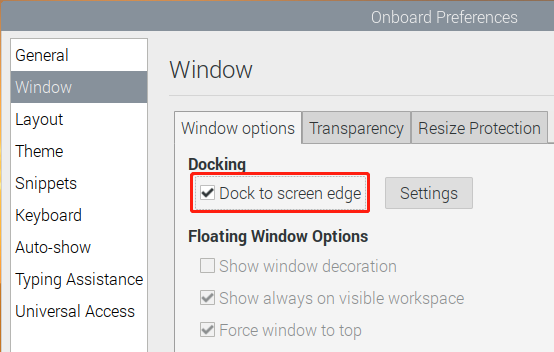 Onboard Preferences
General
Window
Layout
Theme
Snippets
Keyboard
Auto-show
Typing Assistance
Universal Access
Window
Window options
Transparency
Resize Protection
Docking
Dock to screen edge
Settings
Floating Window Options
Show window decoration
Show always on visible workspace
Force window to top